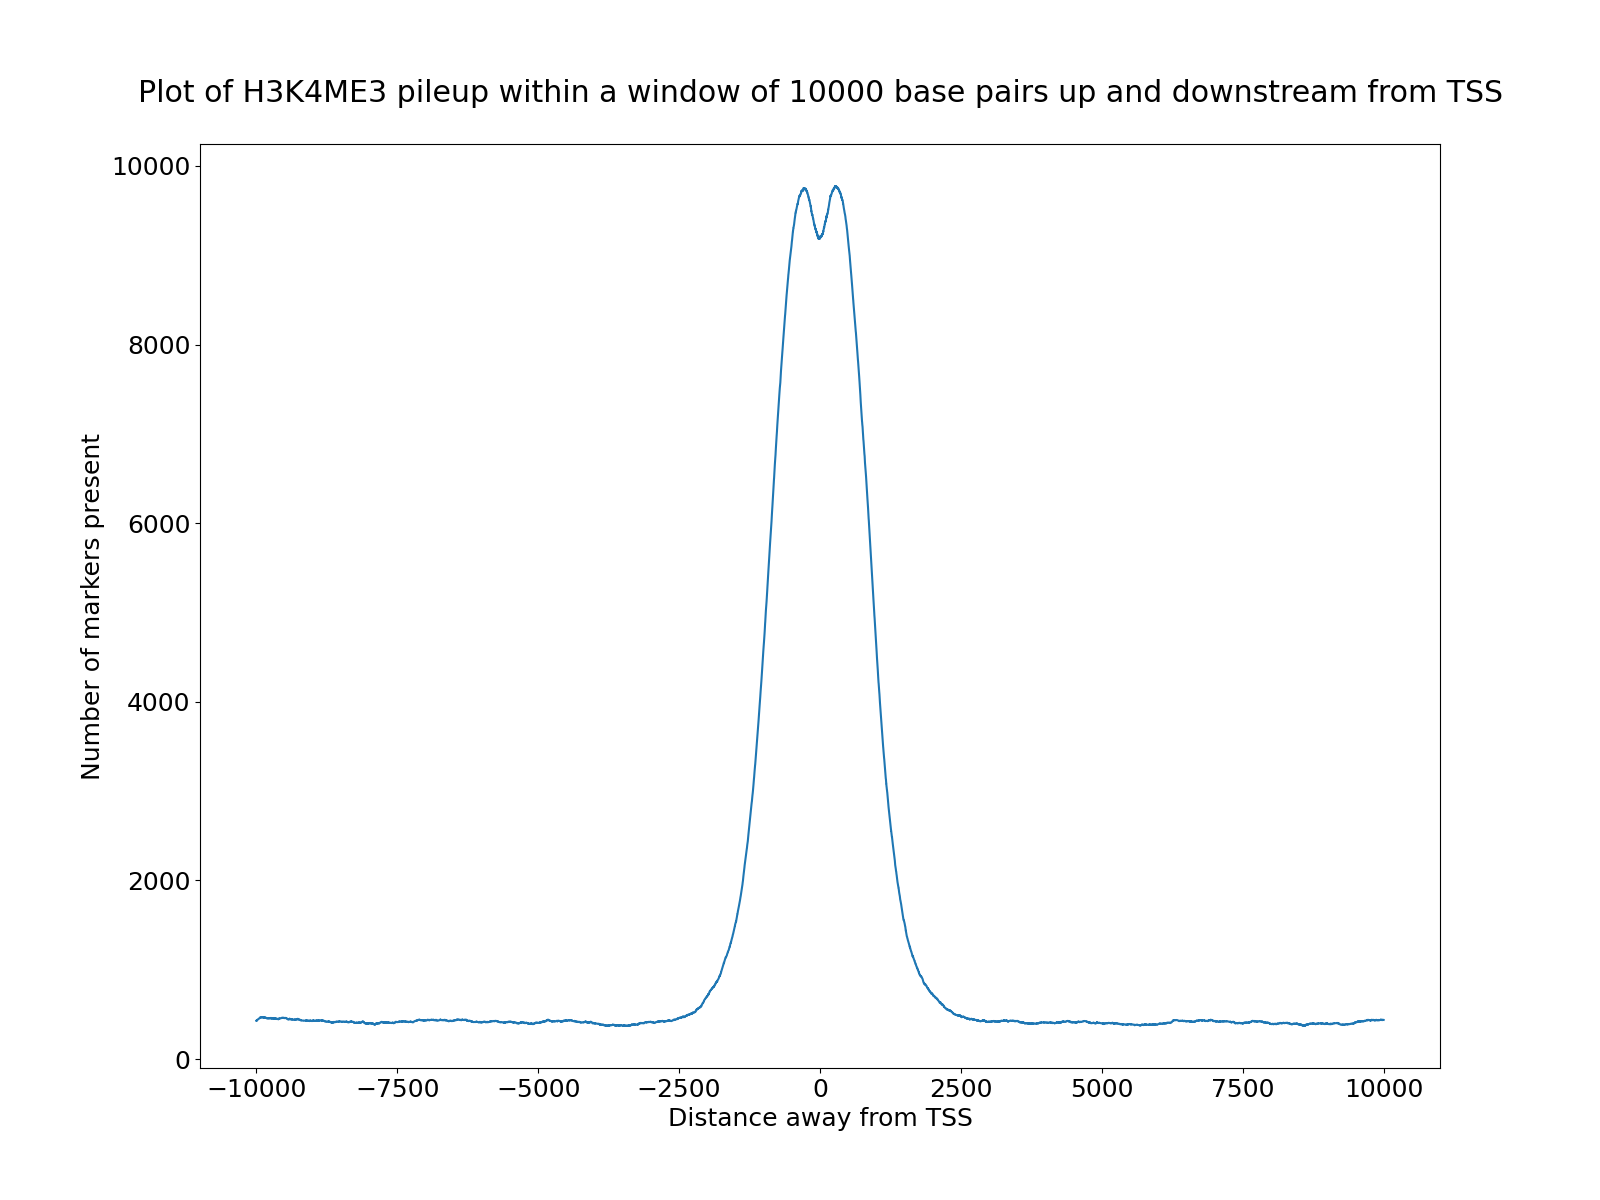 Plot of H3K4ME3 pileup within a window of 10000 base pairs up and downstream from TSS
Number of markers present
10000
8000
6000
4000
2000
0
−10000 −7500 −5000 −2500 0 2500 5000 7500 10000
Distance away from TSS